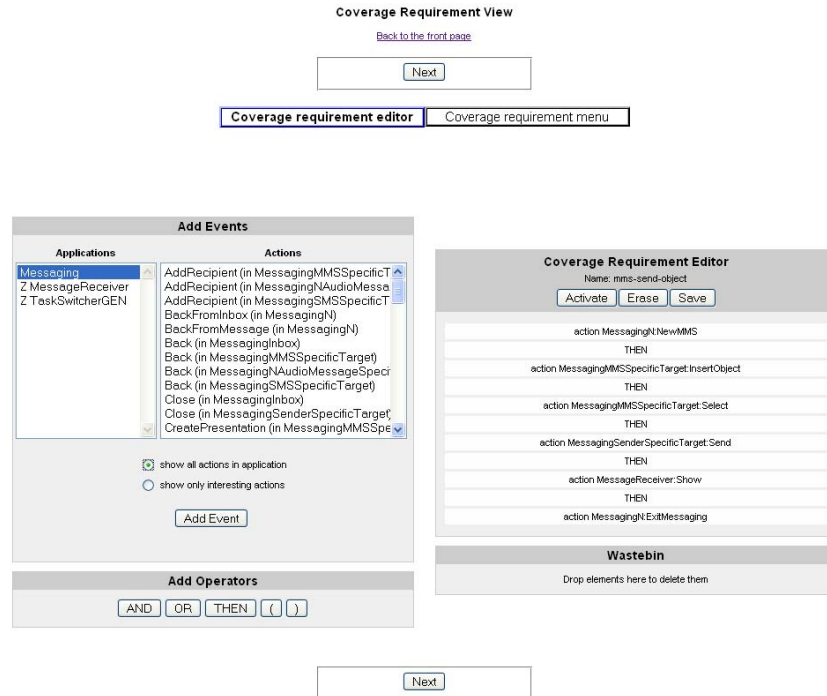 Coverage Requirement View
Back to the front page
Next
Coverage requirement editor
Coverage requirement menu
Add Events
Applications
Actions
Messaging
Z MessageReceiver
Z TaskSwitcherGEN
AddRecipient (in MessagingMMSSpecificT
AddRecipient (in MessagingNAudioMessa
AddRecipient (in MessagingSMSSpecificT
BackFromInbox (in MessagingN)
BackFromMessage (in MessagingN)
Back (in MessagingInbox)
Back (in MessagingMMSSpecificTarget)
Back (in MessagingNAudioMessageSpecif
Back (in MessagingSMSSpecificTarget)
Close (in MessagingInbox)
Close (in MessagingSenderSpecificTarget)
CreatePresentation (in MessagingMMSSpe
show all actions in application
show only interesting actions
Add Event
Add Operators
AND OR THEN ( )
Coverage Requirement Editor
Name: mms-send-object
Activate Erase Save
action MessagingN:NewMMS
THEN
action MessagingMMSSpecificTarget:InsertObject
THEN
action MessagingMMSSpecificTarget:Select
THEN
action MessagingSenderSpecificTarget:Send
THEN
action MessageReceiver:Show
THEN
action MessagingN:ExitMessaging
Wastebin
Drop elements here to delete them
Next